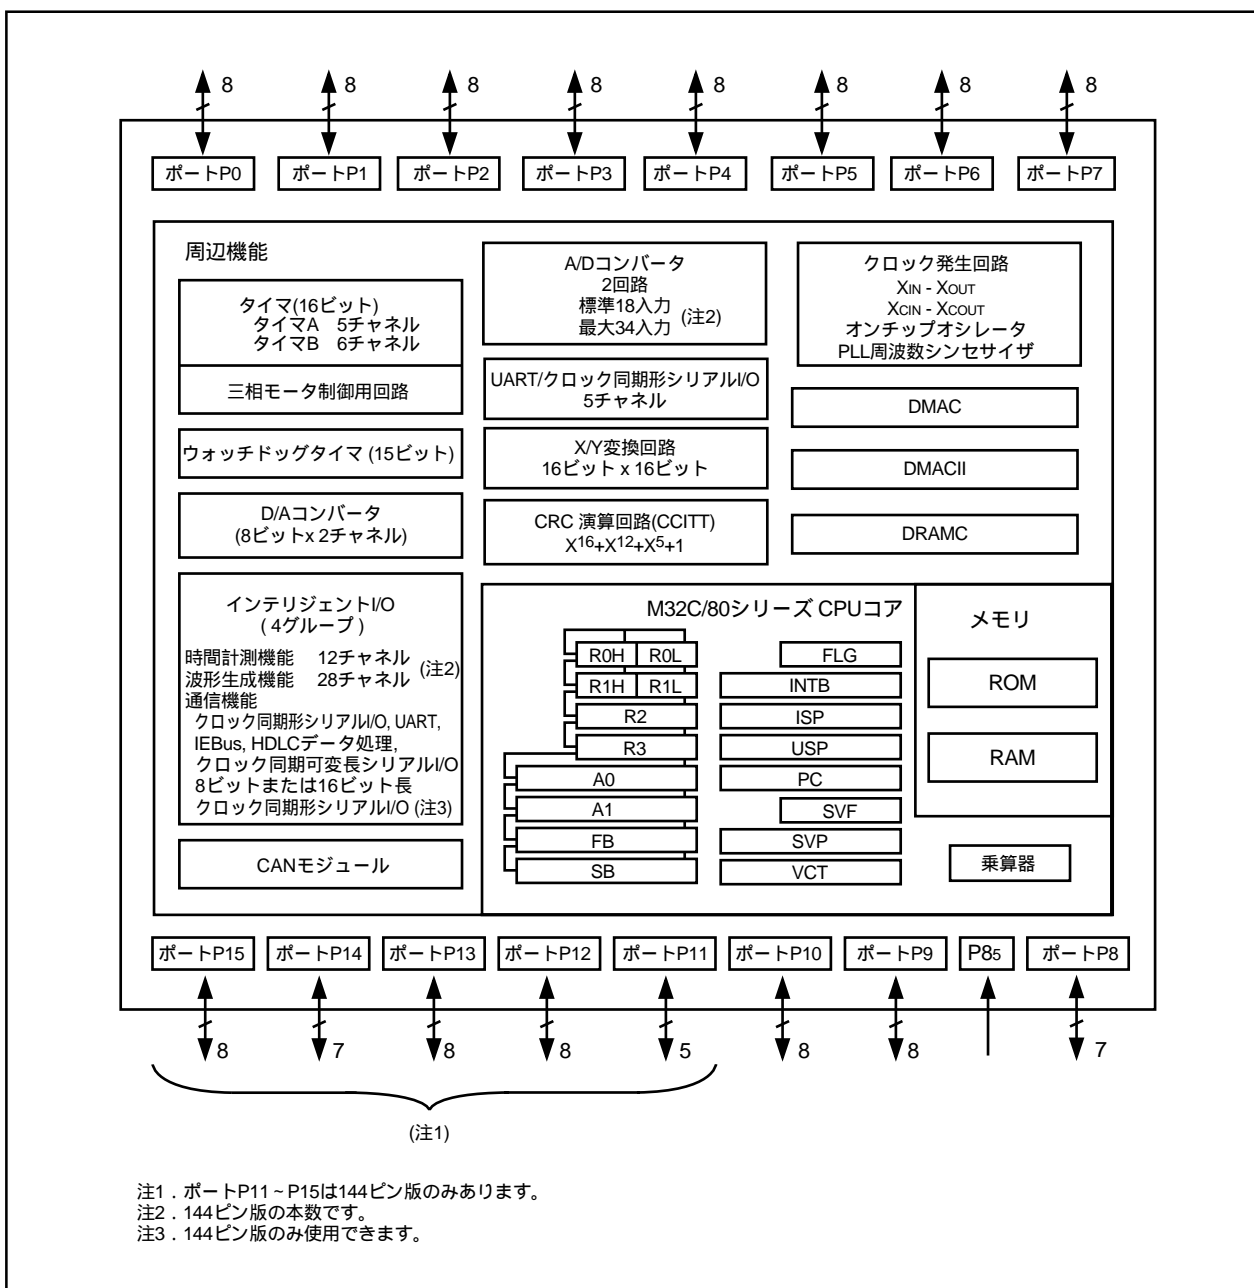 8 8 8 8 8 8 8 8
ポートP0 ポートP1 ポートP2 ポートP3 ポートP4 ポートP5 ポートP6 ポートP7
周辺機能
タイマ(16ビット)
タイマA 5チャネル
タイマB 6チャネル
三相モータ制御用回路
ウォッチドッグタイマ (15ビット)
D/Aコンバータ
(8ビットx 2チャネル)
インテリジェントI/O
( 4グループ )
時間計測機能 12チャネル
波形生成機能 28チャネル
(注2)
通信機能
クロック同期形シリアルI/O, UART,
IEBus, HDLCデータ処理,
クロック同期可変長シリアルI/O
8ビットまたは16ビット長
クロック同期形シリアルI/O (注3)
CANモジュール
A/Dコンバータ
2回路
標準18入力
最大34入力
(注2)
UART/クロック同期形シリアルI/O
5チャネル
X/Y変換回路
16ビット x 16ビット
CRC 演算回路(CCITT)
X16+X12+X5+1
クロック発生回路
XIN - XOUT
XCIN - XCOUT
オンチップオシレータ
PLL周波数シンセサイザ
DMAC
DMACII
DRAMC
M32C/80シリーズ CPUコア
R0H R0L
R1H R1L
R2
R3
A0
A1
FB
SB
FLG
INTB
ISP
USP
PC
SVF
SVP
VCT
メモリ
ROM
RAM
乗算器
ポートP15 ポートP14 ポートP13 ポートP12 ポートP11 ポートP10 ポートP9 P85 ポートP8
8 7 8 8 5 8 8 7
(注1)
注1．ポートP11 ~ P15は144ピン版のみあります。
注2．144ピン版の本数です。
注3．144ピン版のみ使用できます。